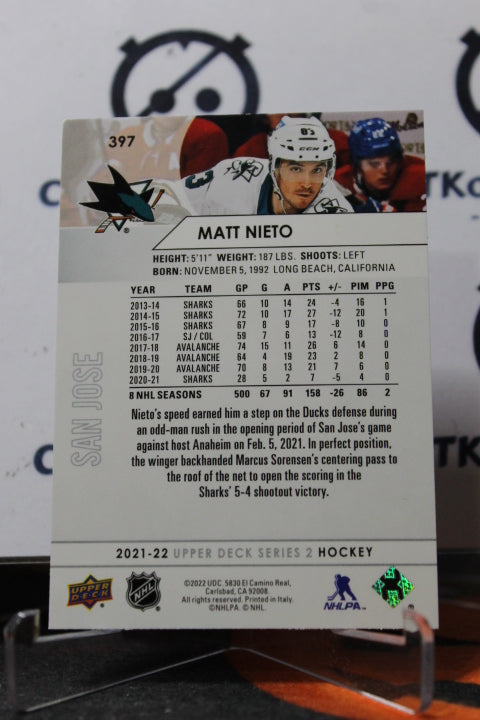 397
83
83
MATT NIETO
HEIGHT: 5'11" WEIGHT: 187 LBS. SHOOTS: LEFT
BORN: NOVEMBER 5, 1992 LONG BEACH, CALIFORNIA
YEAR TEAM GP G A PTS +/- PIM PPG
2013-14 SHARKS 66 10 14 24 -4 16 1
2014-15 SHARKS 72 10 17 27 -12 20 1
2015-16 SHARKS 67 8 9 17 -8 10 0
2016-17 SJ / COL 59 7 6 13 -12 8 0
2017-18 AVALANCHE 74 15 11 26 6 14 0
2018-19 AVALANCHE 64 4 19 23 2 8 0
2019-20 AVALANCHE 70 8 13 21 7 6 0
2020-21 SHARKS 28 5 2 7 -5 4 0
8 NHL SEASONS 500 67 91 158 -26 86 2
SAN JOSE
Nieto's speed earned him a step on the Ducks defense during
an odd-man rush in the opening period of San Jose's game
against host Anaheim on Feb. 5, 2021. In perfect position,
the winger backhanded Marcus Sorensen's centering pass to
the roof of the net to open the scoring in the
Sharks' 5-4 shootout victory.
2021-22 UPPER DECK SERIES 2 HOCKEY
UPPER DECK
NHL
©2022 UDC. 5830 El Camino Real,
Carlsbad, CA 92008.
All rights reserved. Printed in Italy.
©NHLPA. © NHL.
NHLPA